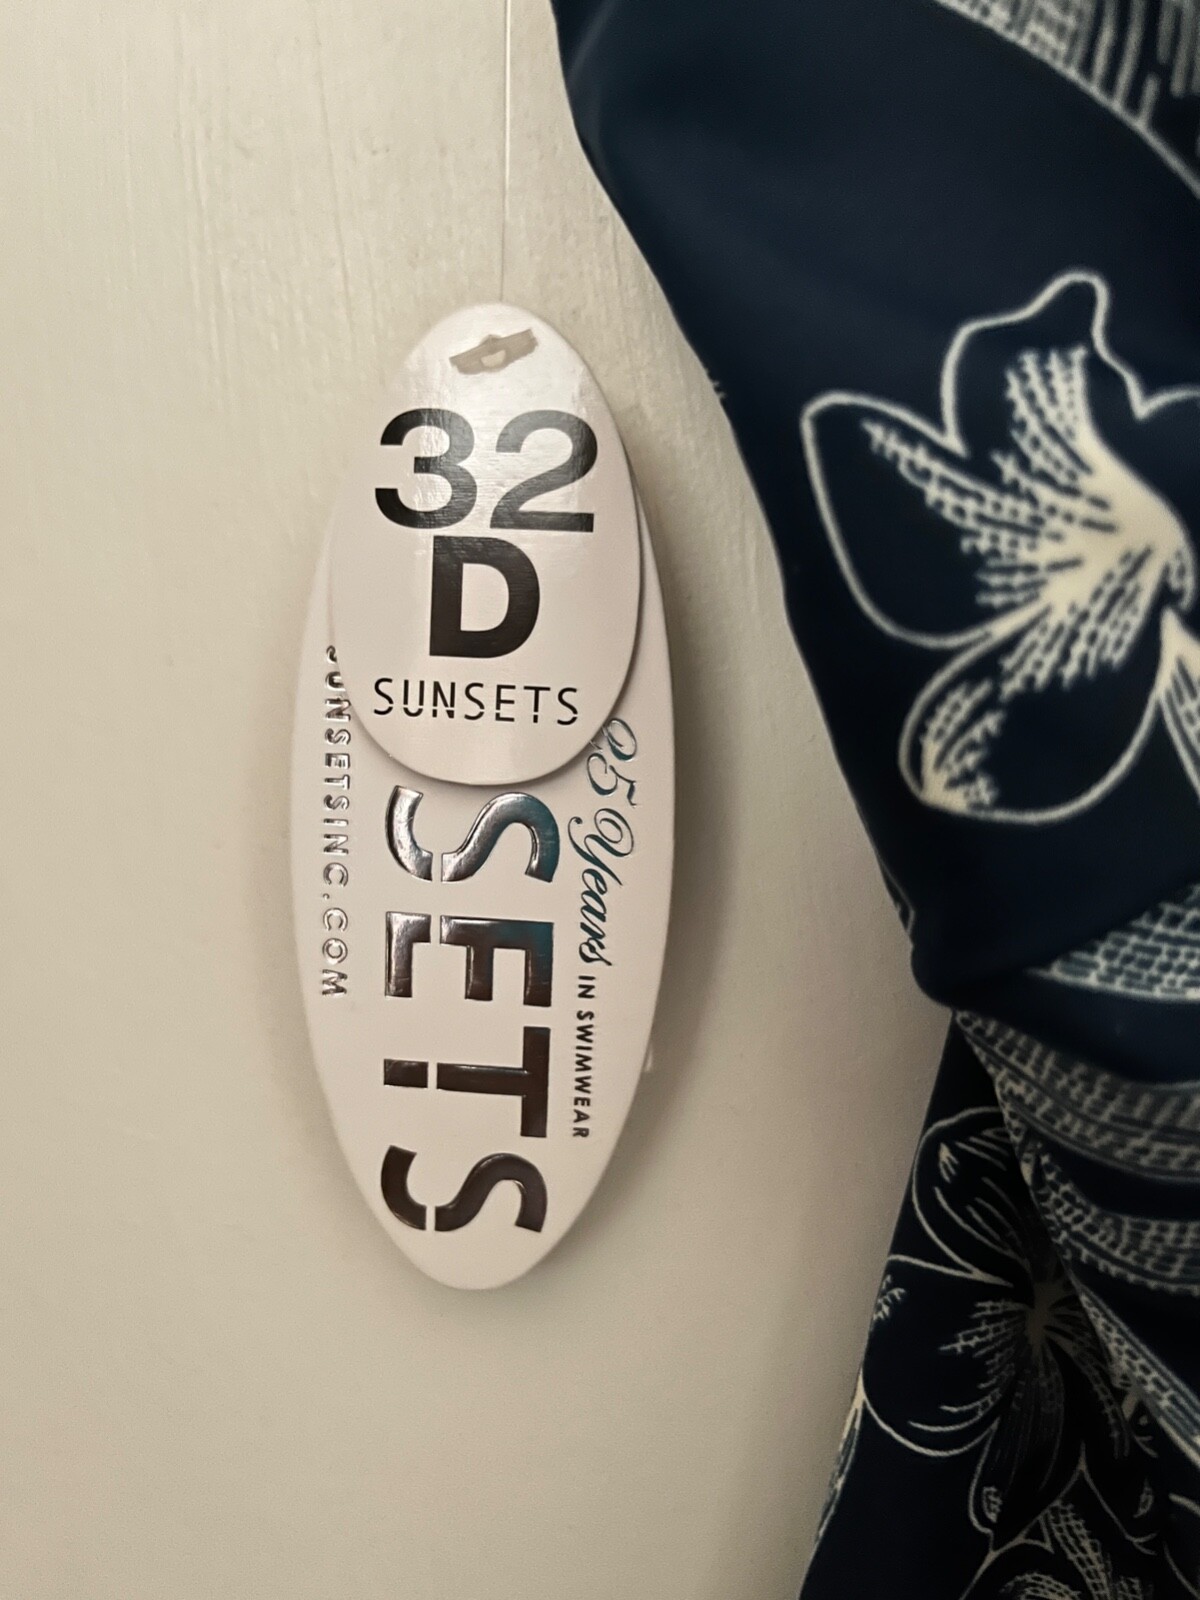 32
D
SUNSETS
25 Years IN SWIMWEAR
SETS
SUNSETSINC.COM